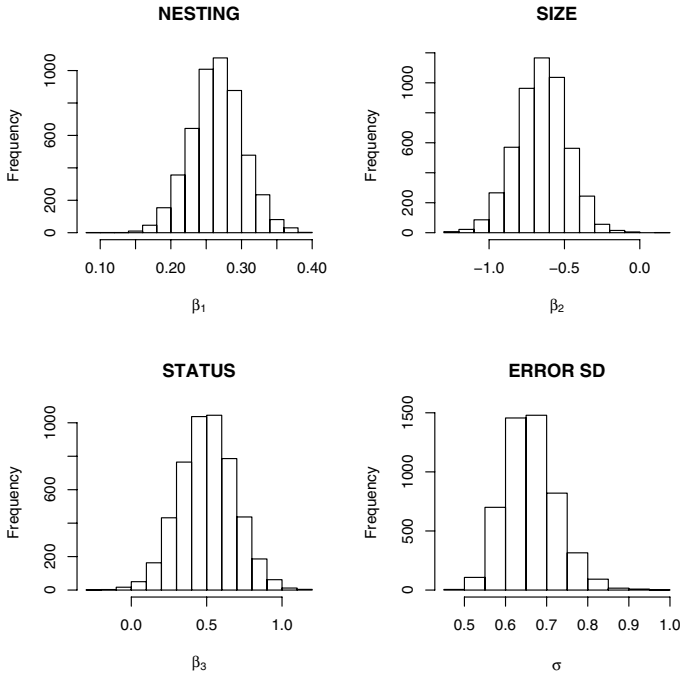 NESTING
Frequency
0 200 600 1000
0.10 0.20 0.30 0.40
β1
SIZE
Frequency
0 200 600 1000
−1.0 −0.5 0.0
β2
STATUS
Frequency
0 200 600 1000
0.0 0.5 1.0
β3
ERROR SD
Frequency
0 500 1000 1500
0.5 0.6 0.7 0.8 0.9 1.0
σ